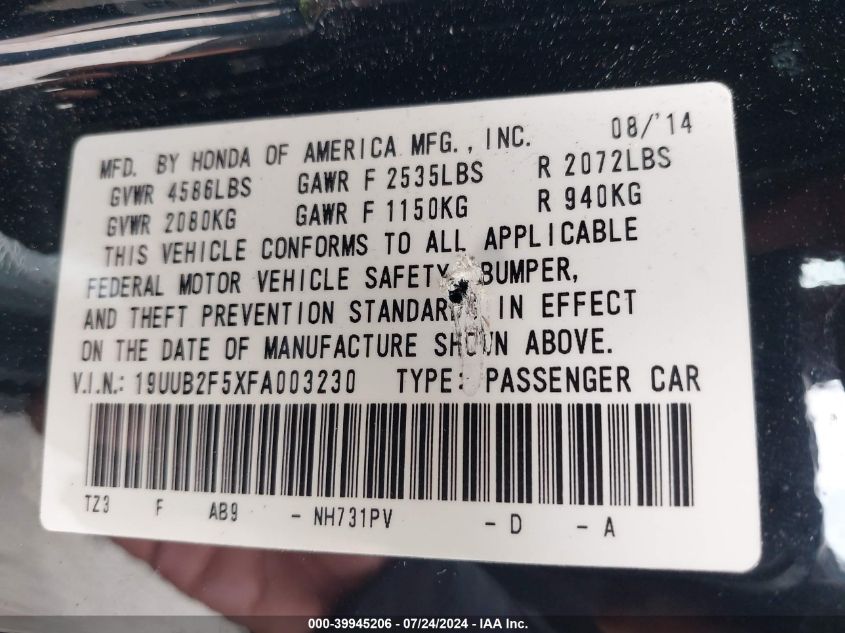 MFD. BY HONDA OF AMERICA MFG., INC. 08/'14
GVWR 4586LBS GAWR F 2535LBS R 2072LBS
GVWR 2080KG GAWR F 1150KG R 940KG
THIS VEHICLE CONFORMS TO ALL APPLICABLE
FEDERAL MOTOR VEHICLE SAFETY, BUMPER,
AND THEFT PREVENTION STANDARDS IN EFFECT
ON THE DATE OF MANUFACTURE SHOWN ABOVE.
V.I.N.: 19UUB2F5XFA003230 TYPE: PASSENGER CAR
TZ3 F AB9 - NH731PV - D - A
000-39945206 - 07/24/2024 - IAA Inc.